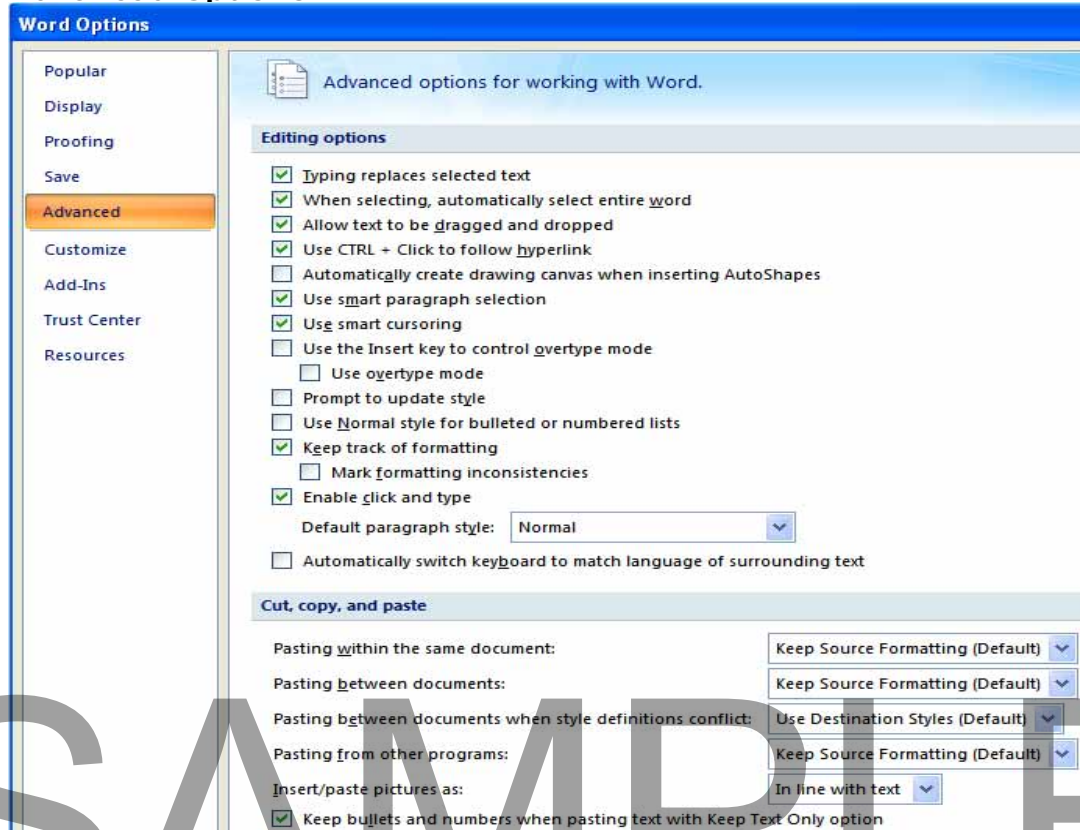 Word Options
Popular
Display
Proofing
Save
Advanced
Customize
Add-Ins
Trust Center
Resources
Advanced options for working with Word.
Editing options
Typing replaces selected text
When selecting, automatically select entire word
Allow text to be dragged and dropped
Use CTRL + Click to follow hyperlink
Automatically create drawing canvas when inserting AutoShapes
Use smart paragraph selection
Use smart cursoring
Use the Insert key to control overtype mode
Use overtype mode
Prompt to update style
Use Normal style for bulleted or numbered lists
Keep track of formatting
Mark formatting inconsistencies
Enable click and type
Default paragraph style: Normal
Automatically switch keyboard to match language of surrounding text
Cut, copy, and paste
Pasting within the same document: Keep Source Formatting (Default)
Pasting between documents: Keep Source Formatting (Default)
Pasting between documents when style definitions conflict: Use Destination Styles (Default)
Pasting from other programs: Keep Source Formatting (Default)
Insert/paste pictures as: In line with text
Keep bullets and numbers when pasting text with Keep Text Only option